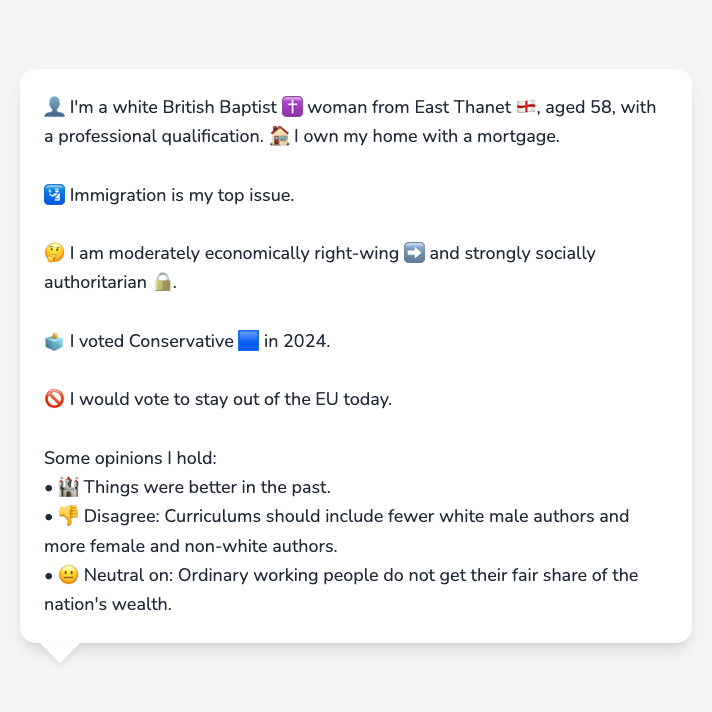 👤 I'm a white British Baptist ✝️ woman from East Thanet 🏴󠁧󠁢󠁥󠁮󠁧󠁿, aged 58, with
a professional qualification. 🏠 I own my home with a mortgage.
🛂 Immigration is my top issue.
🤔 I am moderately economically right-wing ➡️ and strongly socially
authoritarian 🔒.
🗳️ I voted Conservative 🟦 in 2024.
🚫 I would vote to stay out of the EU today.
Some opinions I hold:
• 🏰 Things were better in the past.
• 👎 Disagree: Curriculums should include fewer white male authors and
more female and non-white authors.
• 😐 Neutral on: Ordinary working people do not get their fair share of the
nation's wealth.